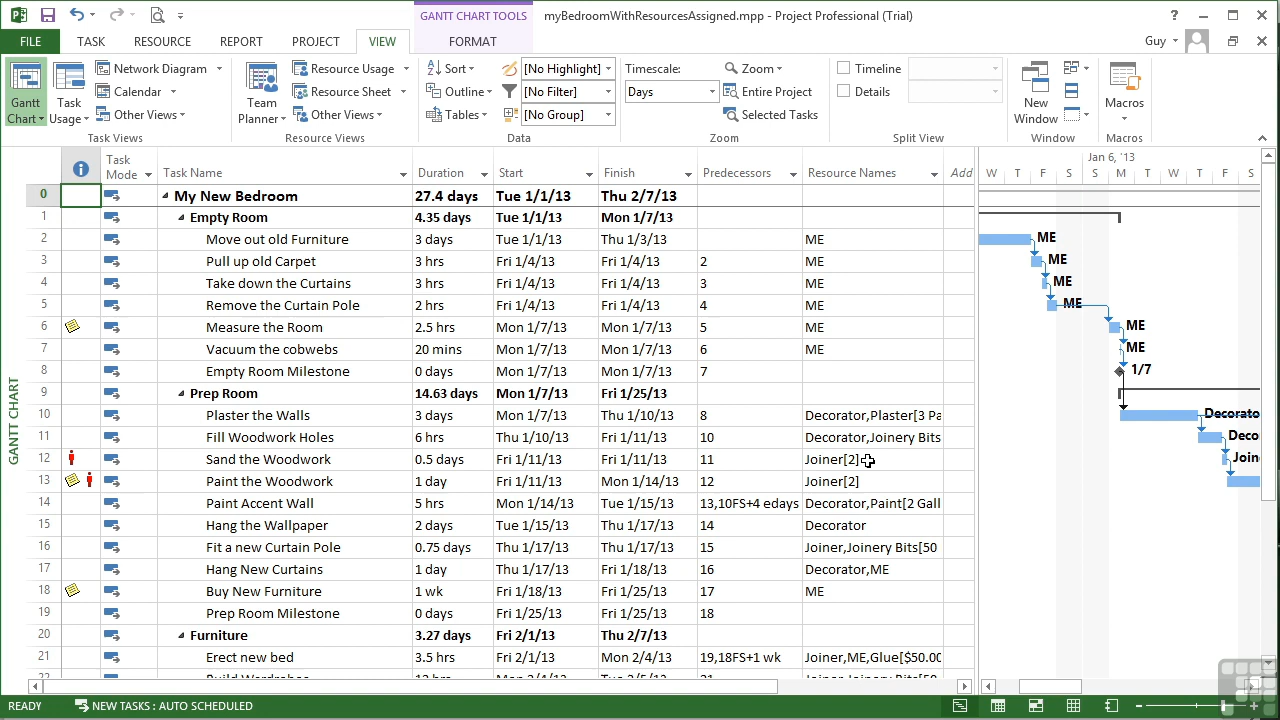 GANTT CHART TOOLS
myBedroomWithResourcesAssigned.mpp - Project Professional (Trial)
FILE TASK RESOURCE REPORT PROJECT VIEW FORMAT Guy
Gantt Chart
Task Usage
Network Diagram
Calendar
Other Views
Task Views
Team Planner
Resource Usage
Resource Sheet
Other Views
Resource Views
Sort
Outline
Tables
[No Highlight]
[No Filter]
[No Group]
Data
Timescale:
Days
Zoom
Entire Project
Selected Tasks
Zoom
Timeline
Details
Split View
New Window
Window
Macros
Macros
Task Mode Task Name Duration Start Finish Predecessors Resource Names Add
Jan 6, '13
W T F S S M T W T F S
0 My New Bedroom 27.4 days Tue 1/1/13 Thu 2/7/13
1 Empty Room 4.35 days Tue 1/1/13 Mon 1/7/13
2 Move out old Furniture 3 days Tue 1/1/13 Thu 1/3/13 ME ME
3 Pull up old Carpet 3 hrs Fri 1/4/13 Fri 1/4/13 2 ME ME
4 Take down the Curtains 3 hrs Fri 1/4/13 Fri 1/4/13 3 ME ME
5 Remove the Curtain Pole 2 hrs Fri 1/4/13 Fri 1/4/13 4 ME ME
6 Measure the Room 2.5 hrs Mon 1/7/13 Mon 1/7/13 5 ME ME
7 Vacuum the cobwebs 20 mins Mon 1/7/13 Mon 1/7/13 6 ME ME
8 Empty Room Milestone 0 days Mon 1/7/13 Mon 1/7/13 7 1/7
9 Prep Room 14.63 days Mon 1/7/13 Fri 1/25/13
10 Plaster the Walls 3 days Mon 1/7/13 Thu 1/10/13 8 Decorator,Plaster[3 Pa Decorato
11 Fill Woodwork Holes 6 hrs Thu 1/10/13 Fri 1/11/13 10 Decorator,Joinery Bits Deco
12 Sand the Woodwork 0.5 days Fri 1/11/13 Fri 1/11/13 11 Joiner[2] Join
13 Paint the Woodwork 1 day Fri 1/11/13 Mon 1/14/13 12 Joiner[2]
14 Paint Accent Wall 5 hrs Mon 1/14/13 Tue 1/15/13 13,10FS+4 edays Decorator,Paint[2 Gall
15 Hang the Wallpaper 2 days Tue 1/15/13 Thu 1/17/13 14 Decorator
16 Fit a new Curtain Pole 0.75 days Thu 1/17/13 Thu 1/17/13 15 Joiner,Joinery Bits[50
17 Hang New Curtains 1 day Thu 1/17/13 Fri 1/18/13 16 Decorator,ME
18 Buy New Furniture 1 wk Fri 1/18/13 Fri 1/25/13 17 ME
19 Prep Room Milestone 0 days Fri 1/25/13 Fri 1/25/13 18
20 Furniture 3.27 days Fri 2/1/13 Thu 2/7/13
21 Erect new bed 3.5 hrs Fri 2/1/13 Mon 2/4/13 19,18FS+1 wk Joiner,ME,Glue[$50.00
GANTT CHART
READY NEW TASKS : AUTO SCHEDULED